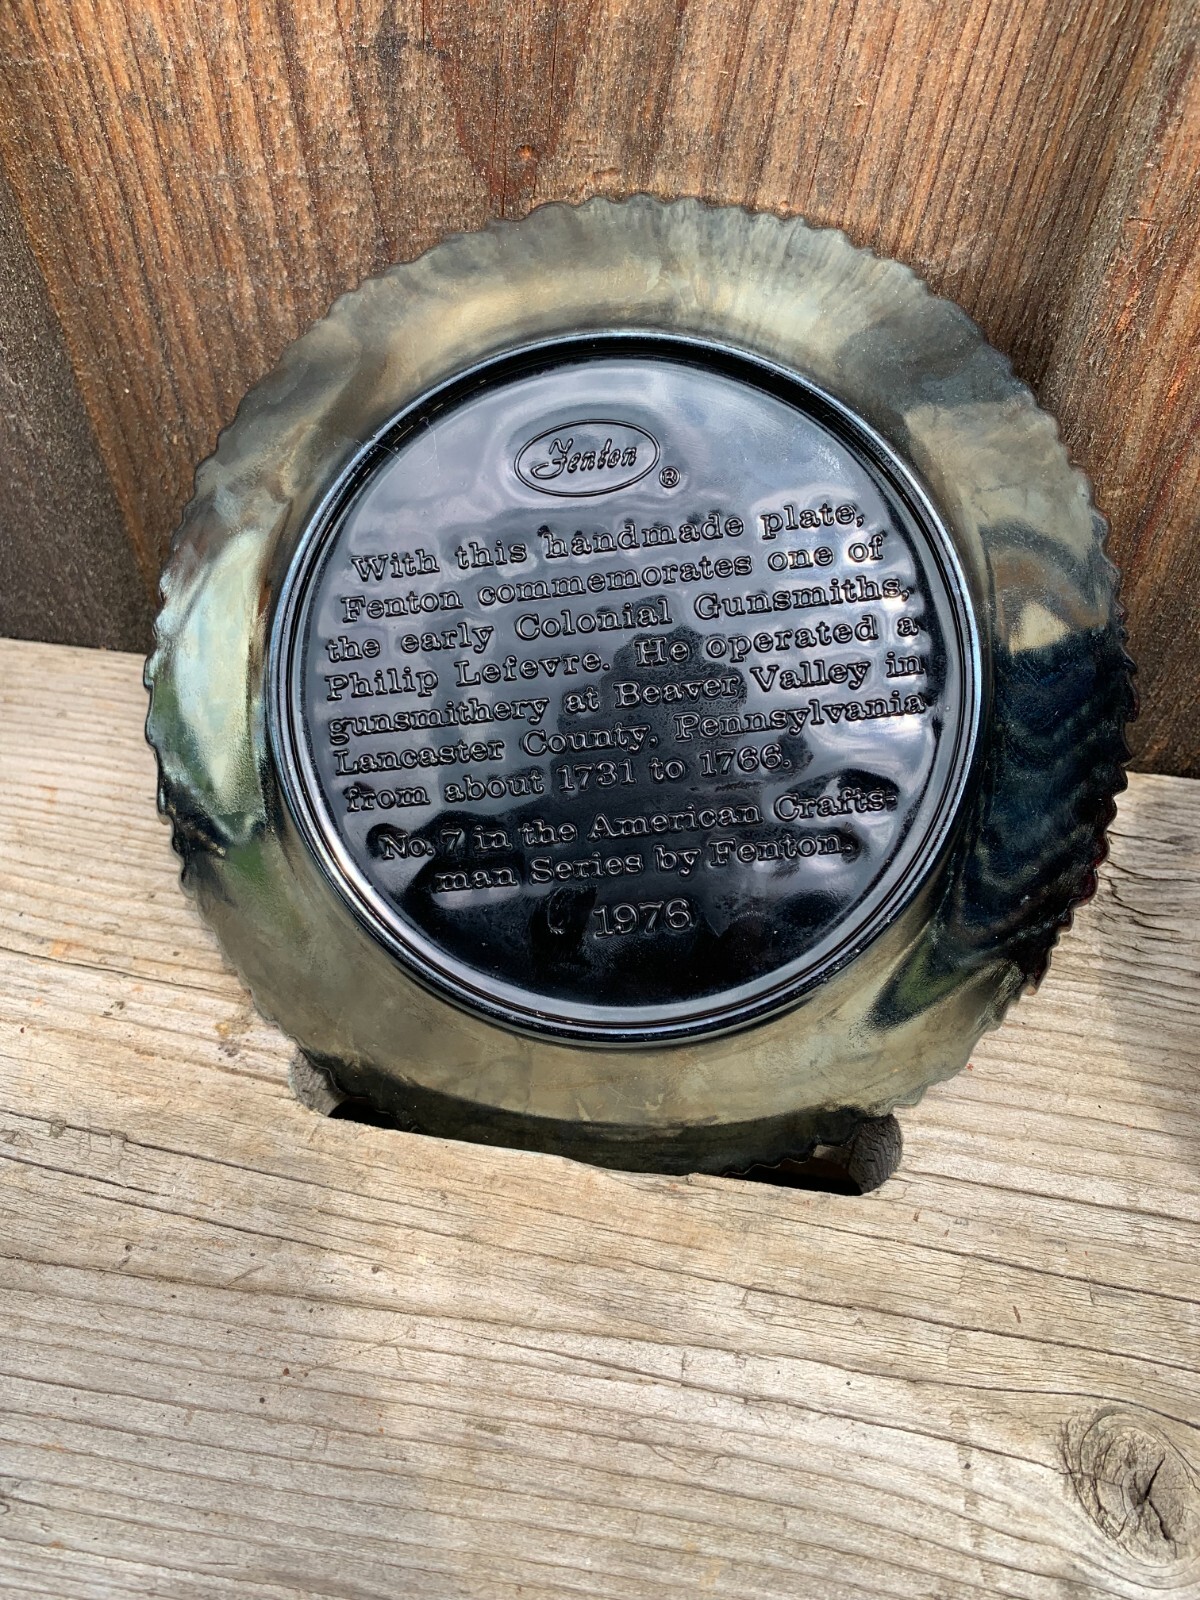 Fenton ®
With this handmade plate,
Fenton commemorates one of
the early Colonial Gunsmiths,
Philip Lefevre. He operated a
gunsmithery at Beaver Valley in
Lancaster County, Pennsylvania
from about 1731 to 1766.
No. 7 in the American Crafts-
man Series by Fenton.
1976